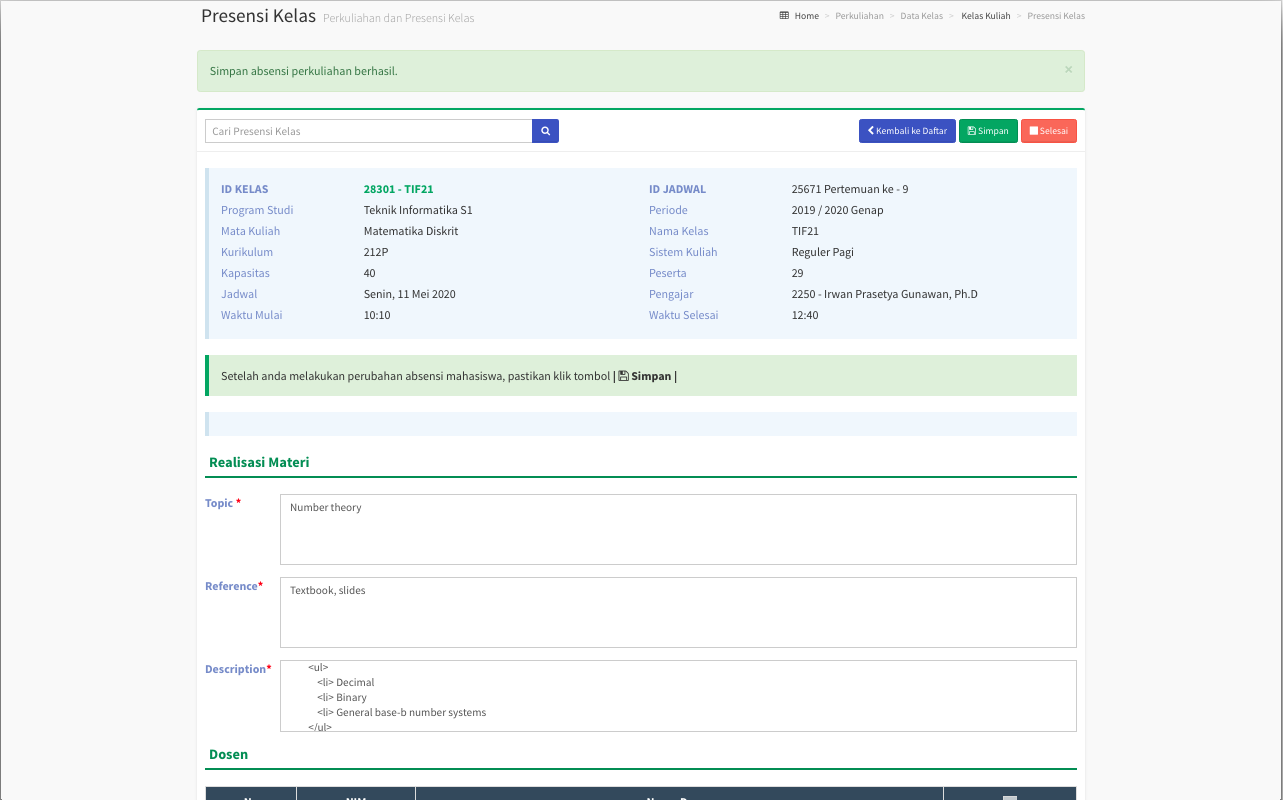 Presensi Kelas Perkuliahan dan Presensi Kelas
Home > Perkuliahan > Data Kelas > Kelas Kuliah > Presensi Kelas
Simpan absensi perkuliahan berhasil. ×
Cari Presensi Kelas
Kembali ke Daftar Simpan Selesai
ID KELAS 28301 - TIF21 ID JADWAL 25671 Pertemuan ke - 9
Program Studi Teknik Informatika S1 Periode 2019 / 2020 Genap
Mata Kuliah Matematika Diskrit Nama Kelas TIF21
Kurikulum 212P Sistem Kuliah Reguler Pagi
Kapasitas 40 Peserta 29
Jadwal Senin, 11 Mei 2020 Pengajar 2250 - Irwan Prasetya Gunawan, Ph.D
Waktu Mulai 10:10 Waktu Selesai 12:40
Setelah anda melakukan perubahan absensi mahasiswa, pastikan klik tombol | Simpan |
Realisasi Materi
Topic * Number theory
Reference* Textbook, slides
Description* <ul>
<li> Decimal
<li> Binary
<li> General base-b number systems
</ul>
Dosen